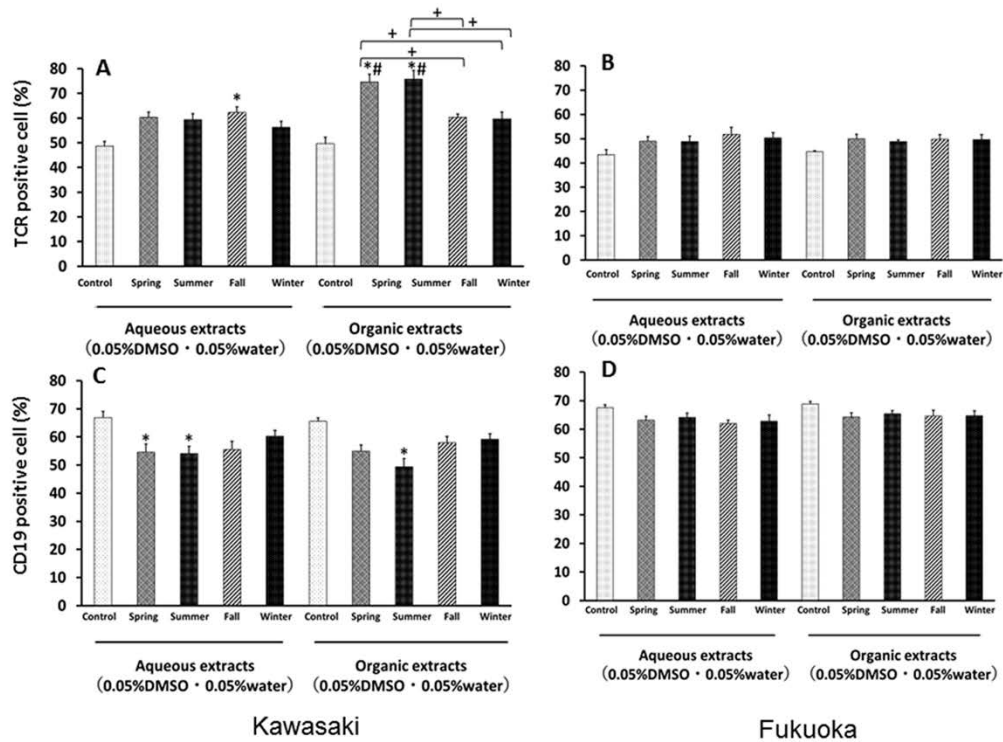 +
+
+
+
A
*# *#
*
TCR positive cell (%)
80
70
60
50
40
30
20
10
0
Control Spring Summer Fall Winter Control Spring Summer Fall Winter
Aqueous extracts Organic extracts
(0.05%DMSO・0.05%water) (0.05%DMSO・0.05%water)
B
80
70
60
50
40
30
20
10
0
Control Spring Summer Fall Winter Control Spring Summer Fall Winter
Aqueous extracts Organic extracts
(0.05%DMSO・0.05%water) (0.05%DMSO・0.05%water)
C
* * *
CD19 positive cell (%)
80
70
60
50
40
30
20
10
0
Control Spring Summer Fall Winter Control Spring Summer Fall Winter
Aqueous extracts Organic extracts
(0.05%DMSO・0.05%water) (0.05%DMSO・0.05%water)
D
80
70
60
50
40
30
20
10
0
Control Spring Summer Fall Winter Control Spring Summer Fall Winter
Aqueous extracts Organic extracts
(0.05%DMSO・0.05%water) (0.05%DMSO・0.05%water)
Kawasaki Fukuoka